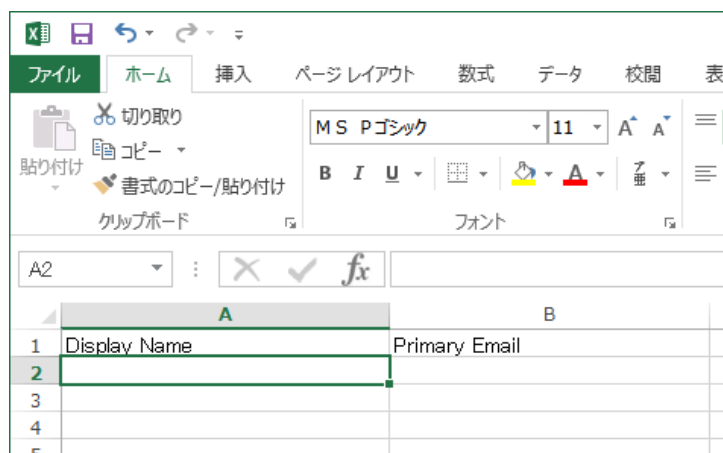 ファイル ホーム 挿入 ページ レイアウト 数式 データ 校閲 表
切り取り
コピー
貼り付け
書式のコピー/貼り付け
クリップボード
ＭＳ Ｐゴシック 11 A A
B I U A ア亜
フォント
A2 fx
A B
1 Display Name Primary Email
2
3
4
5